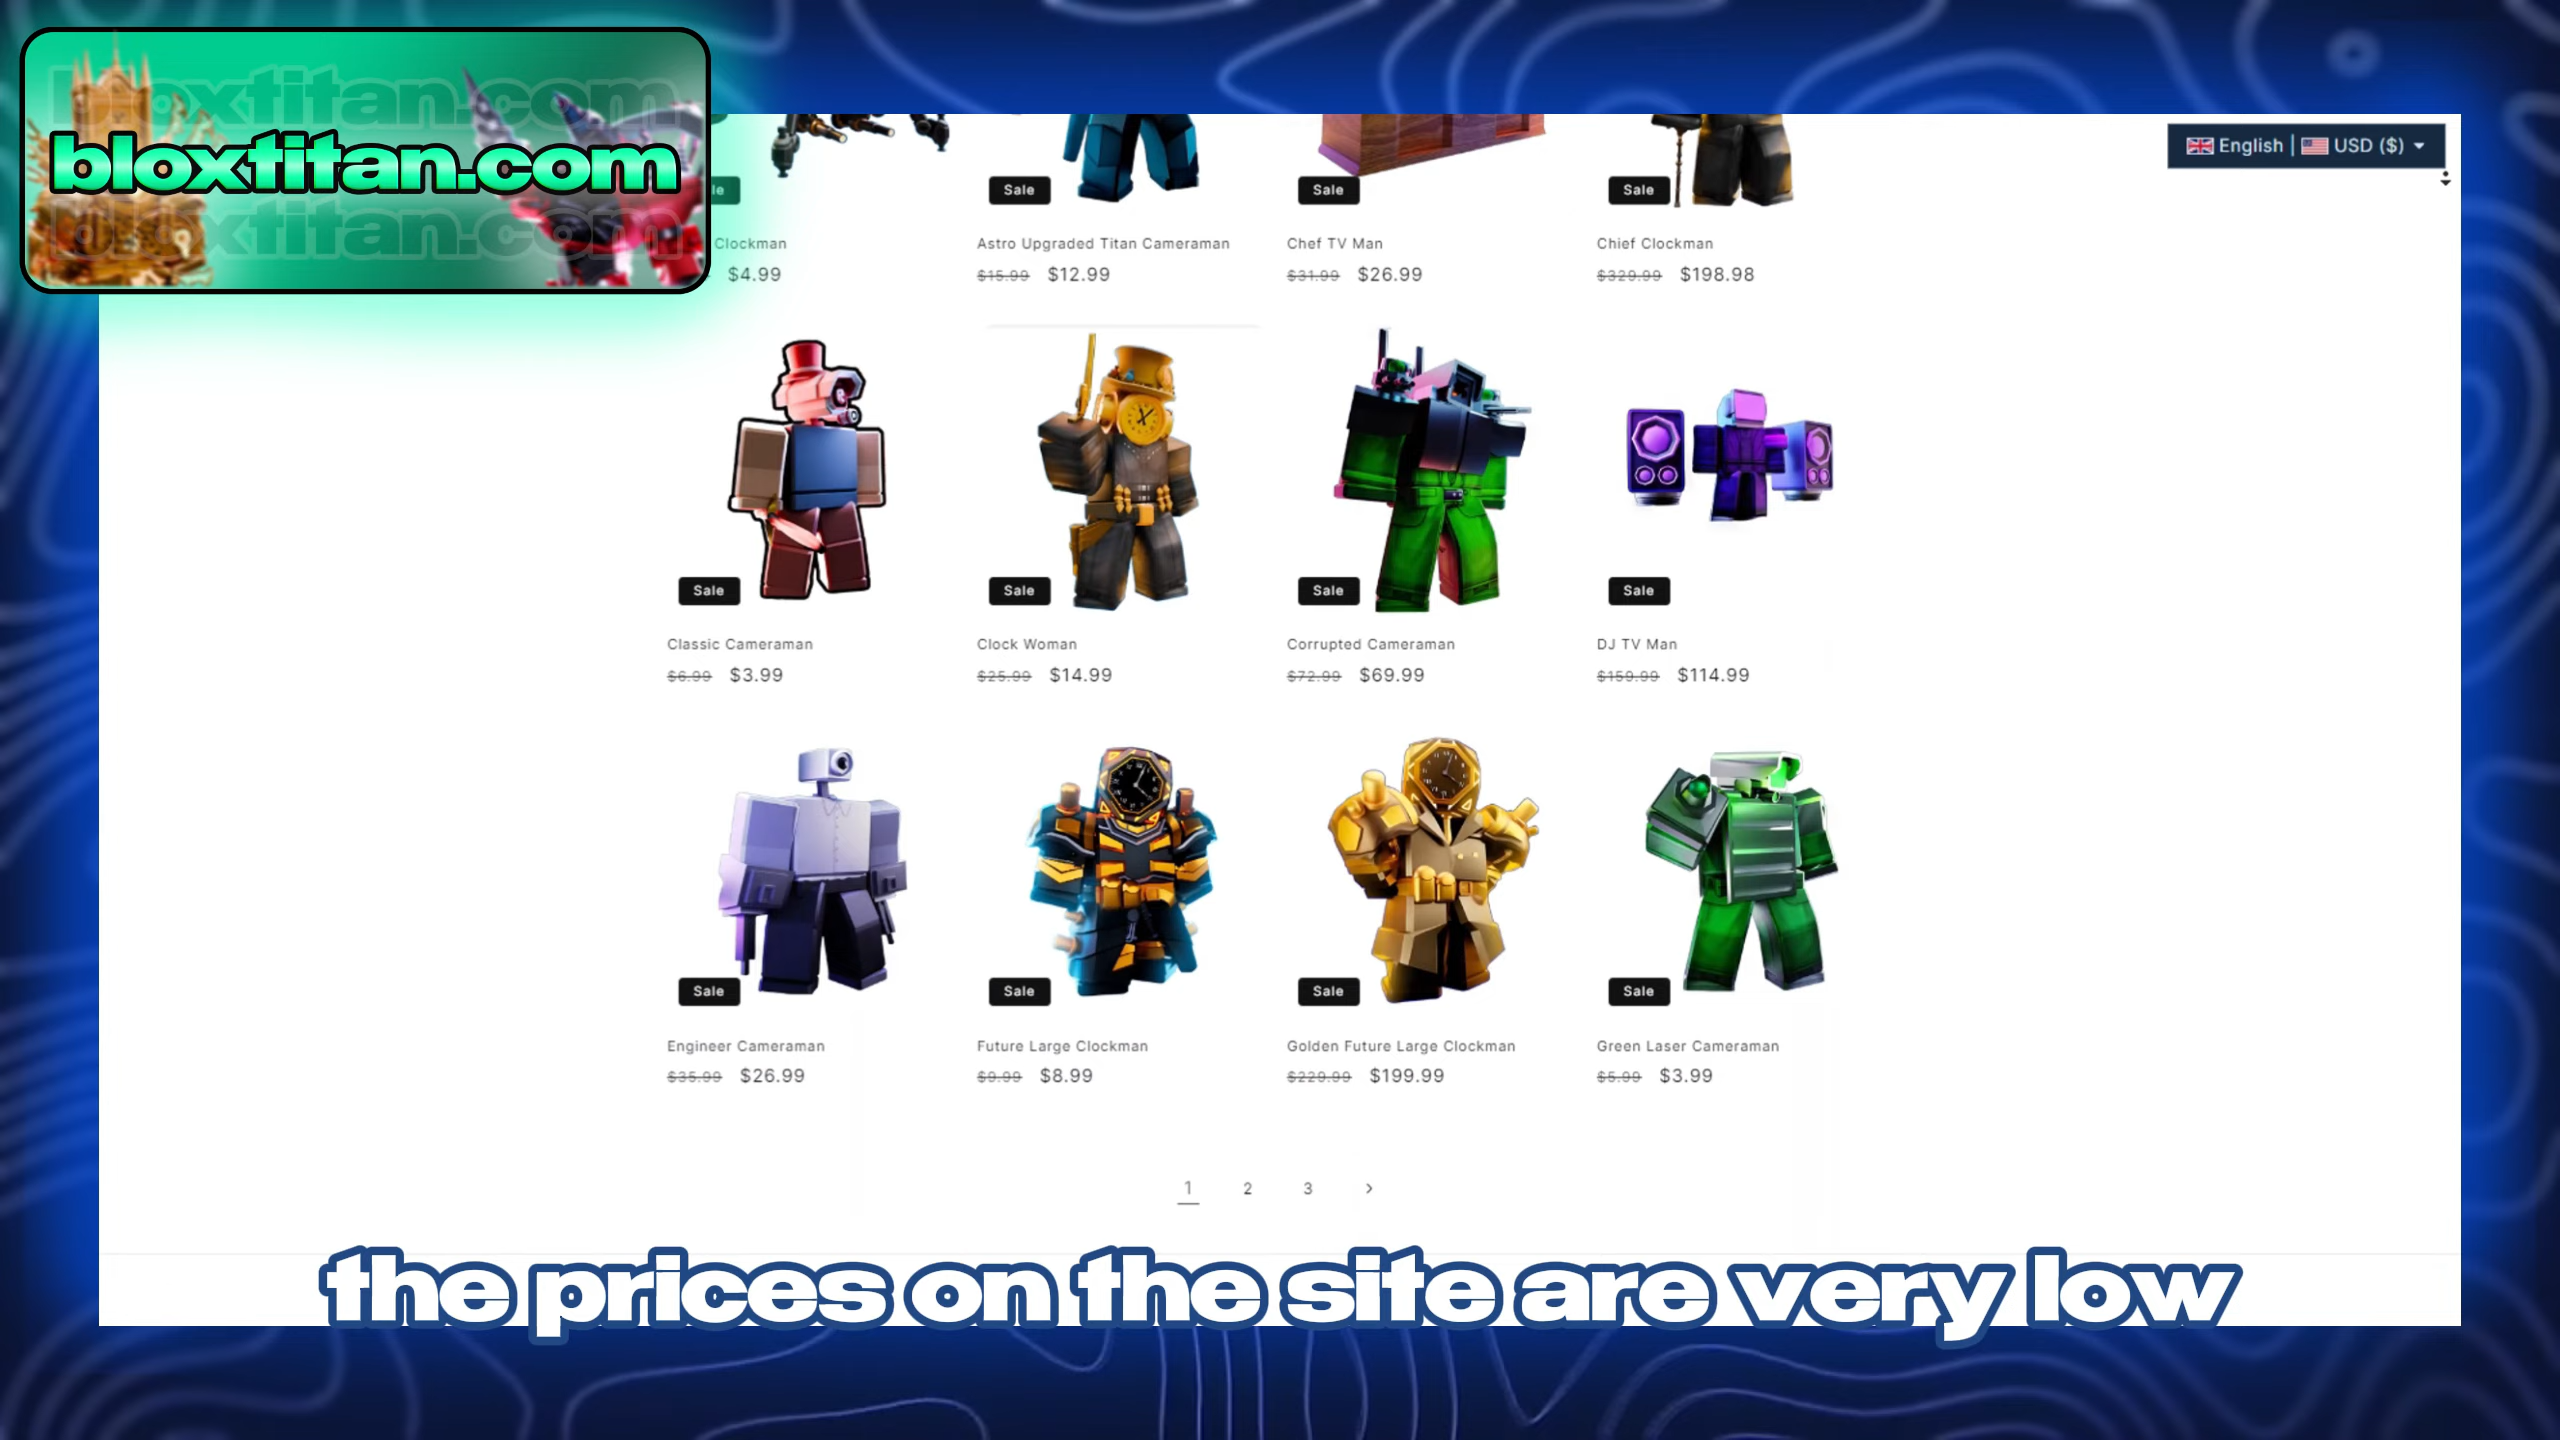 bloxtitan.com
bloxtitan.com
bloxtitan.com
English | USD ($)
Sale
Sale
Sale
Clockman
$4.99
Astro Upgraded Titan Cameraman
$15.99 $12.99
Chef TV Man
$31.99 $26.99
Chief Clockman
$329.99 $198.98
Sale
Sale
Sale
Sale
Classic Cameraman
$6.99 $3.99
Clock Woman
$25.99 $14.99
Corrupted Cameraman
$72.99 $69.99
DJ TV Man
$159.99 $114.99
Sale
Sale
Sale
Sale
Engineer Cameraman
$35.99 $26.99
Future Large Clockman
$9.99 $8.99
Golden Future Large Clockman
$229.99 $199.99
Green Laser Cameraman
$5.99 $3.99
1 2 3
the prices on the site are very low